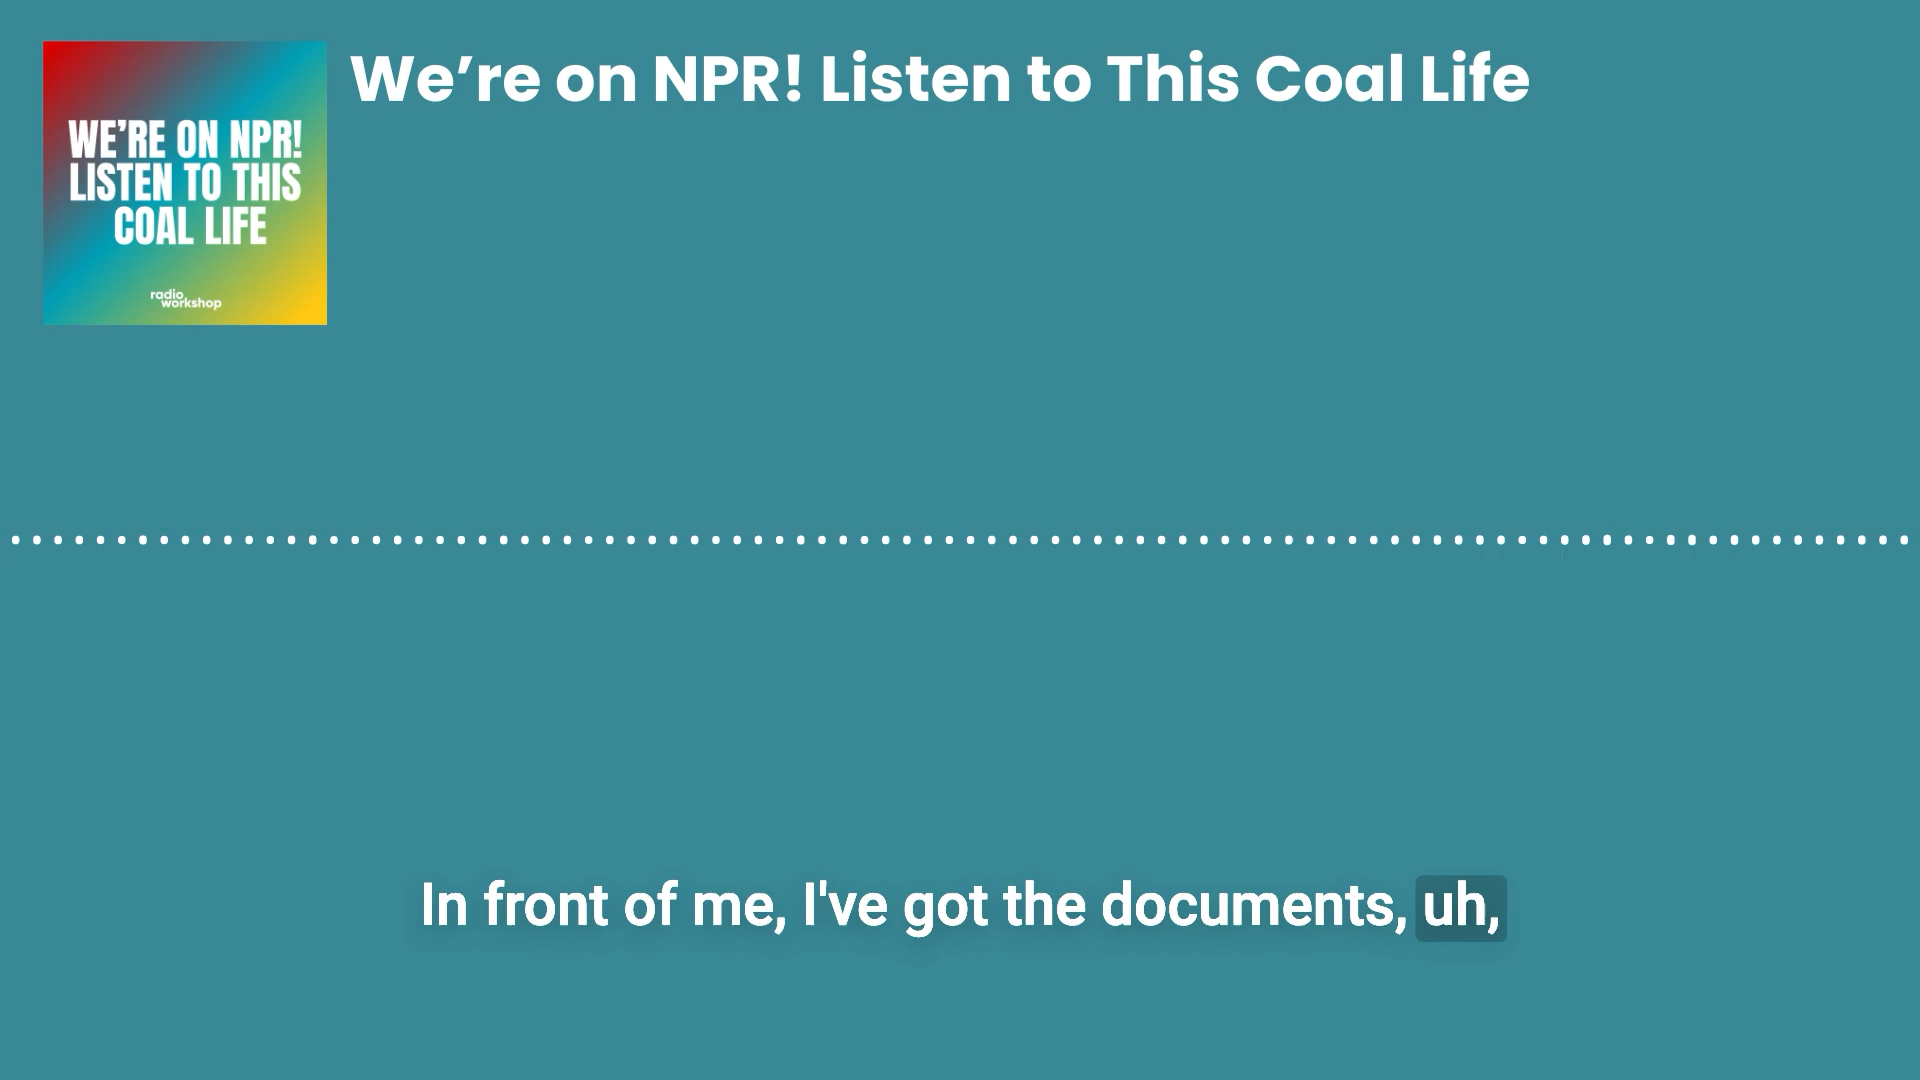 We’re on NPR! Listen to This Coal Life
WE’RE ON NPR!
LISTEN TO THIS
COAL LIFE
radio
workshop
In front of me, I've got the documents, uh,